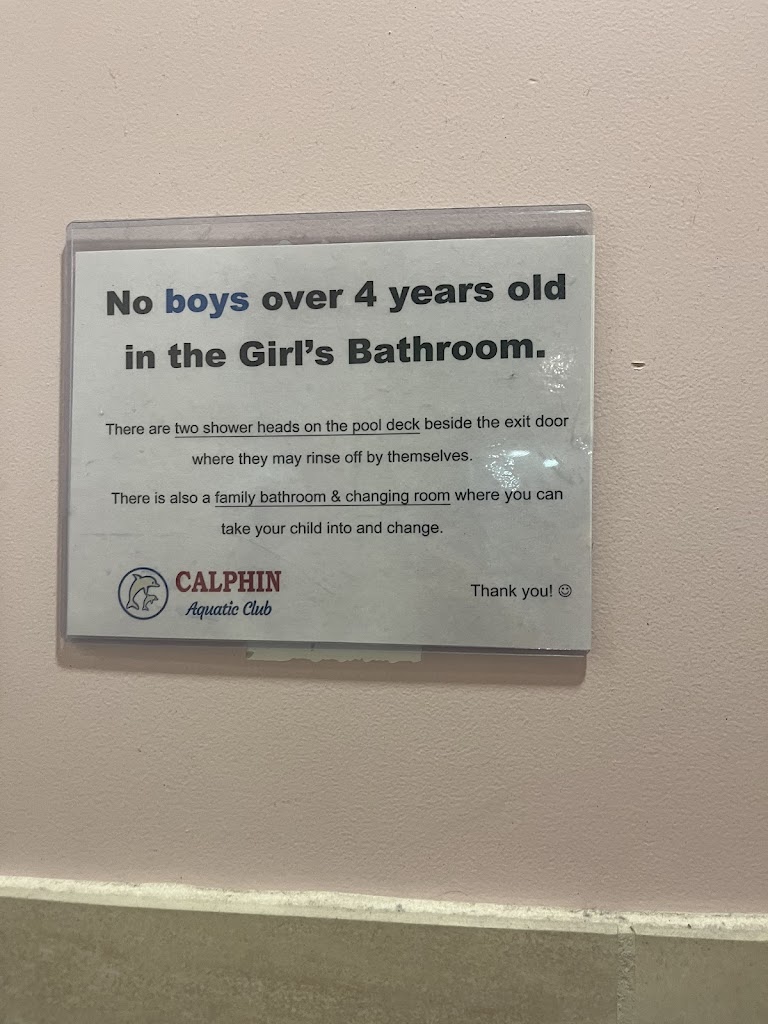 No boys over 4 years old
in the Girl's Bathroom.
There are two shower heads on the pool deck beside the exit door
where they may rinse off by themselves.
There is also a family bathroom & changing room where you can
take your child into and change.
CALPHIN
Aquatic Club
Thank you! ☺